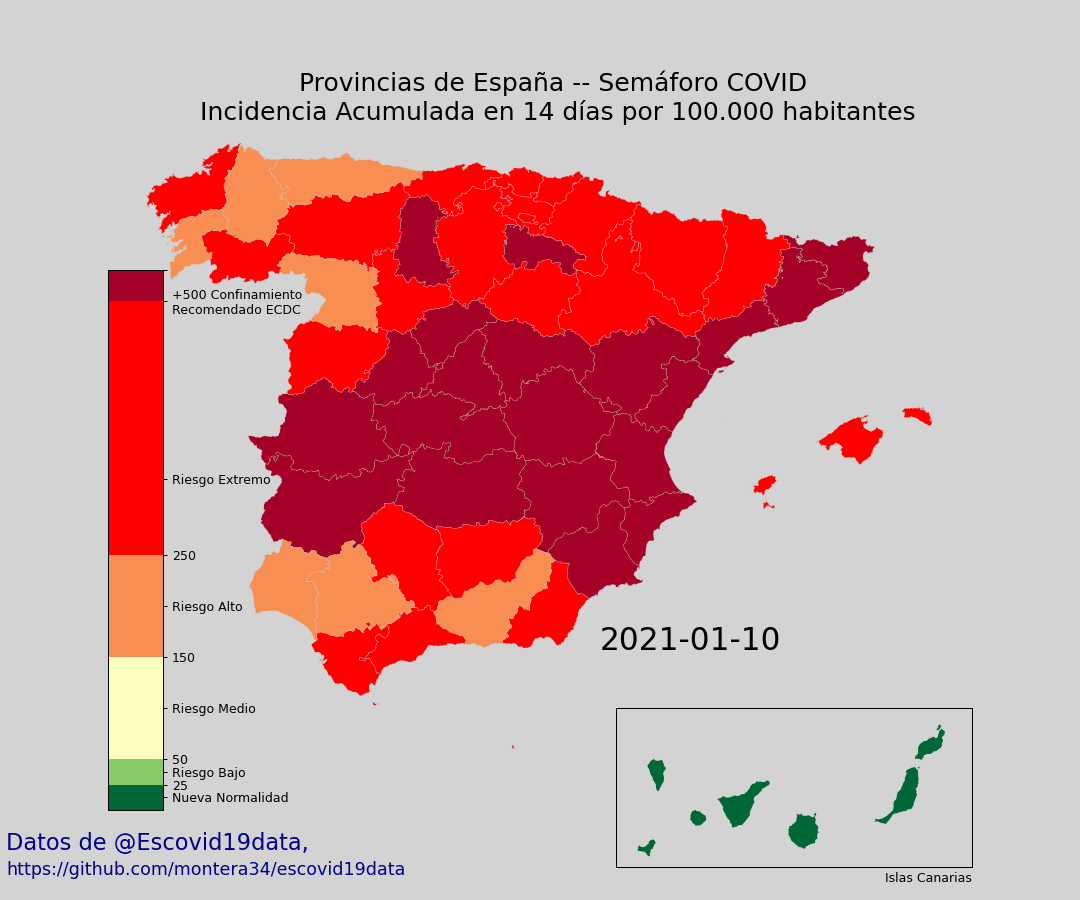 Provincias de España -- Semáforo COVID
Incidencia Acumulada en 14 días por 100.000 habitantes
+500 Confinamiento
Recomendado ECDC
Riesgo Extremo
250
Riesgo Alto
150
Riesgo Medio
50
Riesgo Bajo
25
Nueva Normalidad
2021-01-10
Islas Canarias
Datos de @Escovid19data,
https://github.com/montera34/escovid19data